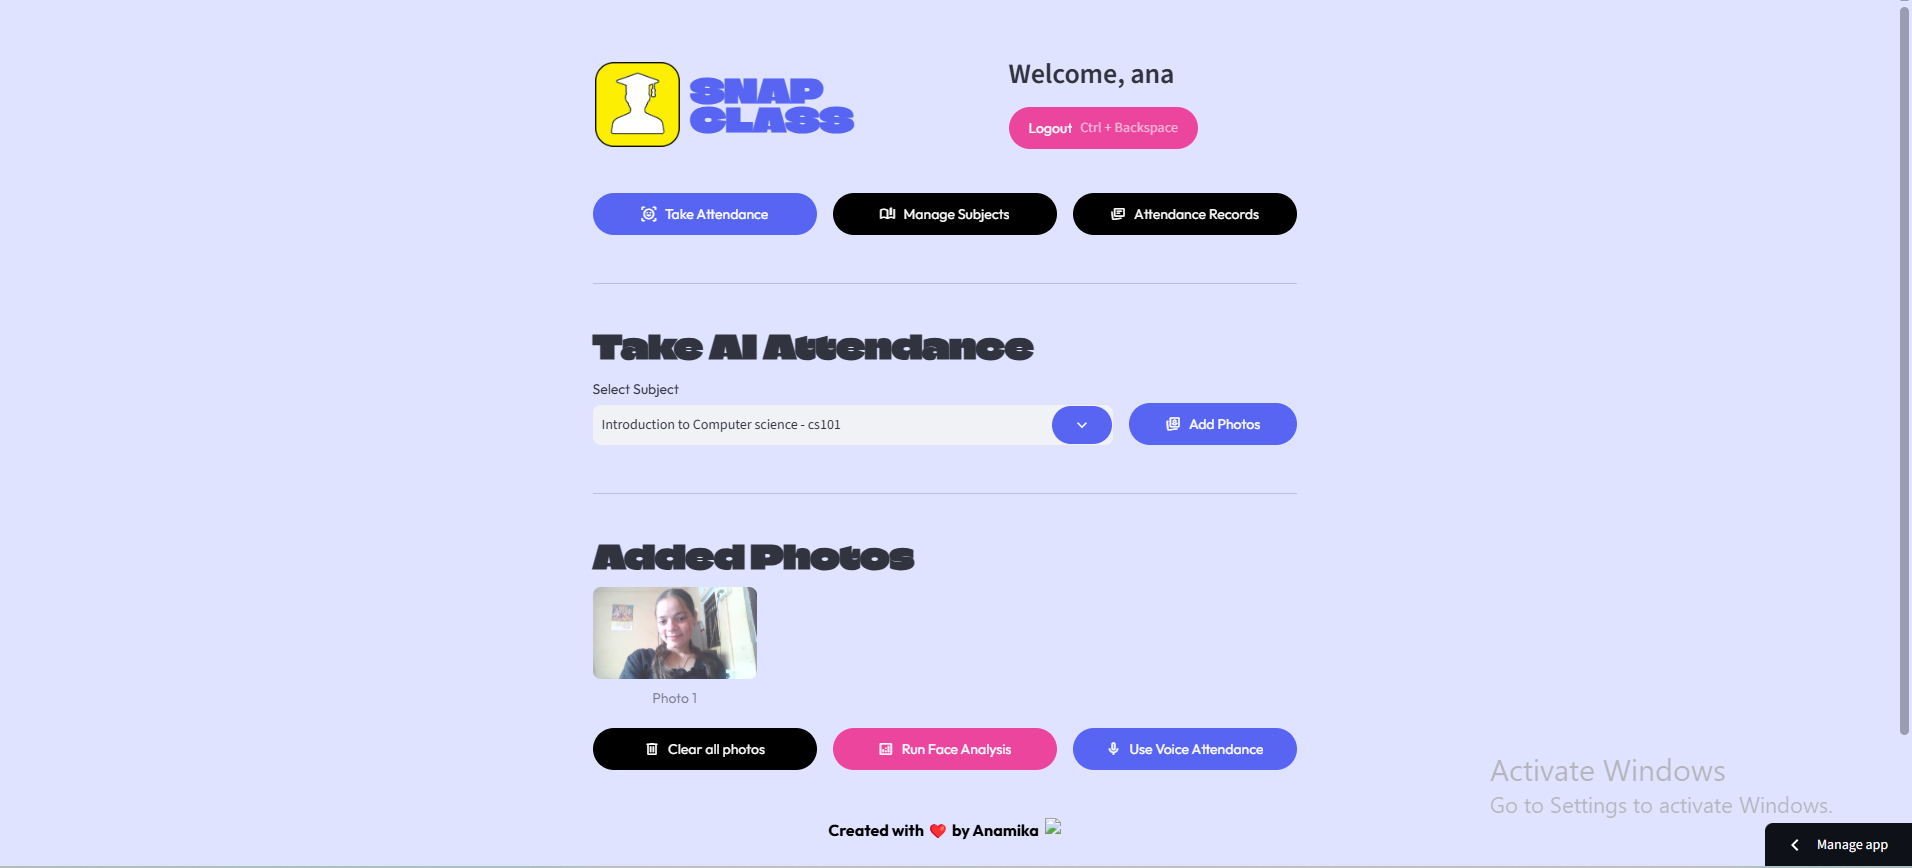 SNAP
CLASS
Welcome, ana
Logout Ctrl + Backspace
Take Attendance
Manage Subjects
Attendance Records
Take AI Attendance
Select Subject
Introduction to Computer science - cs101
Add Photos
Added Photos
Photo 1
Clear all photos
Run Face Analysis
Use Voice Attendance
Activate Windows
Go to Settings to activate Windows.
Created with ❤️ by Anamika
Manage app